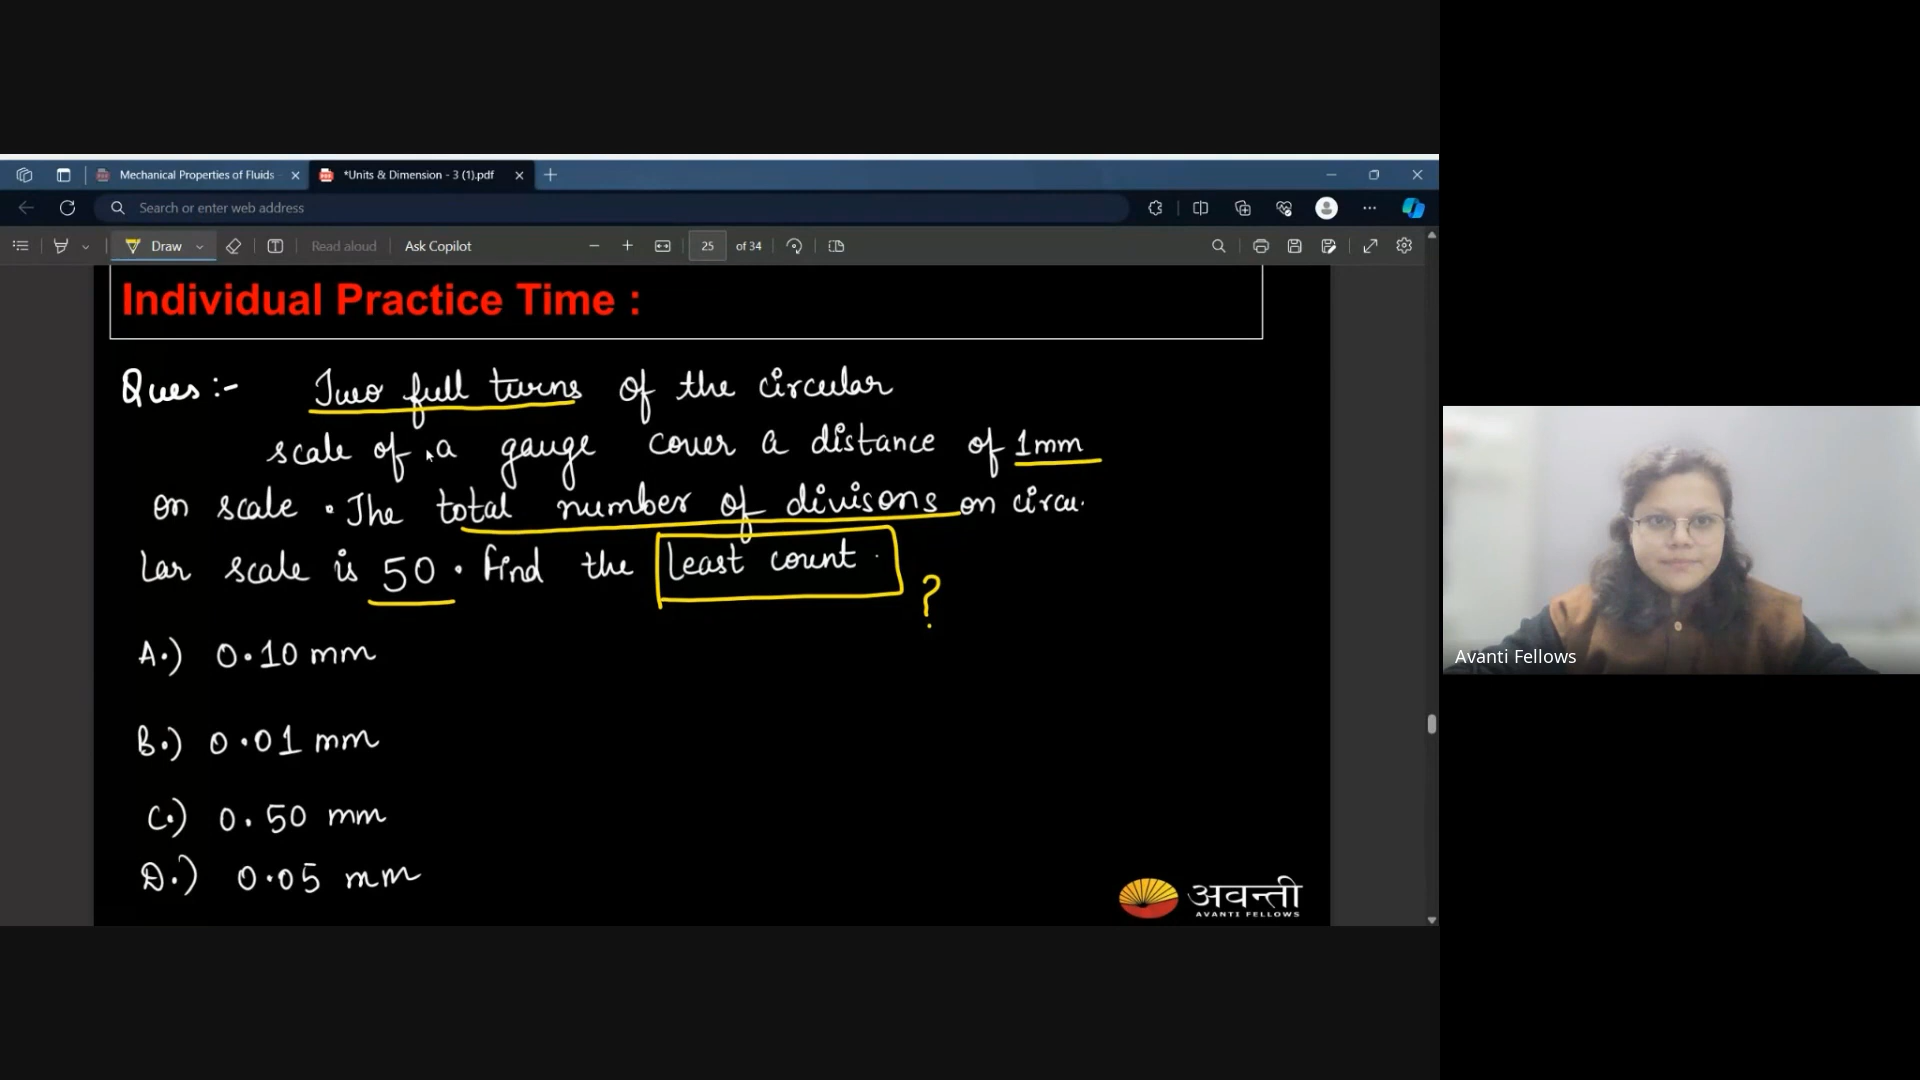 Mechanical Properties of Fluids
*Units & Dimension - 3 (1).pdf
Search or enter web address
Draw
Read aloud
Ask Copilot
25
of 34
Individual Practice Time :
Ques :- Two full turns of the circular
scale of a gauge cover a distance of 1mm
on scale . The total number of divisons on circu.
lar scale is 50 . find the least count . ?
A.) 0.10 mm
B.) 0.01 mm
C.) 0.50 mm
D.) 0.05 mm
अवन्ती
AVANTI FELLOWS
Avanti Fellows